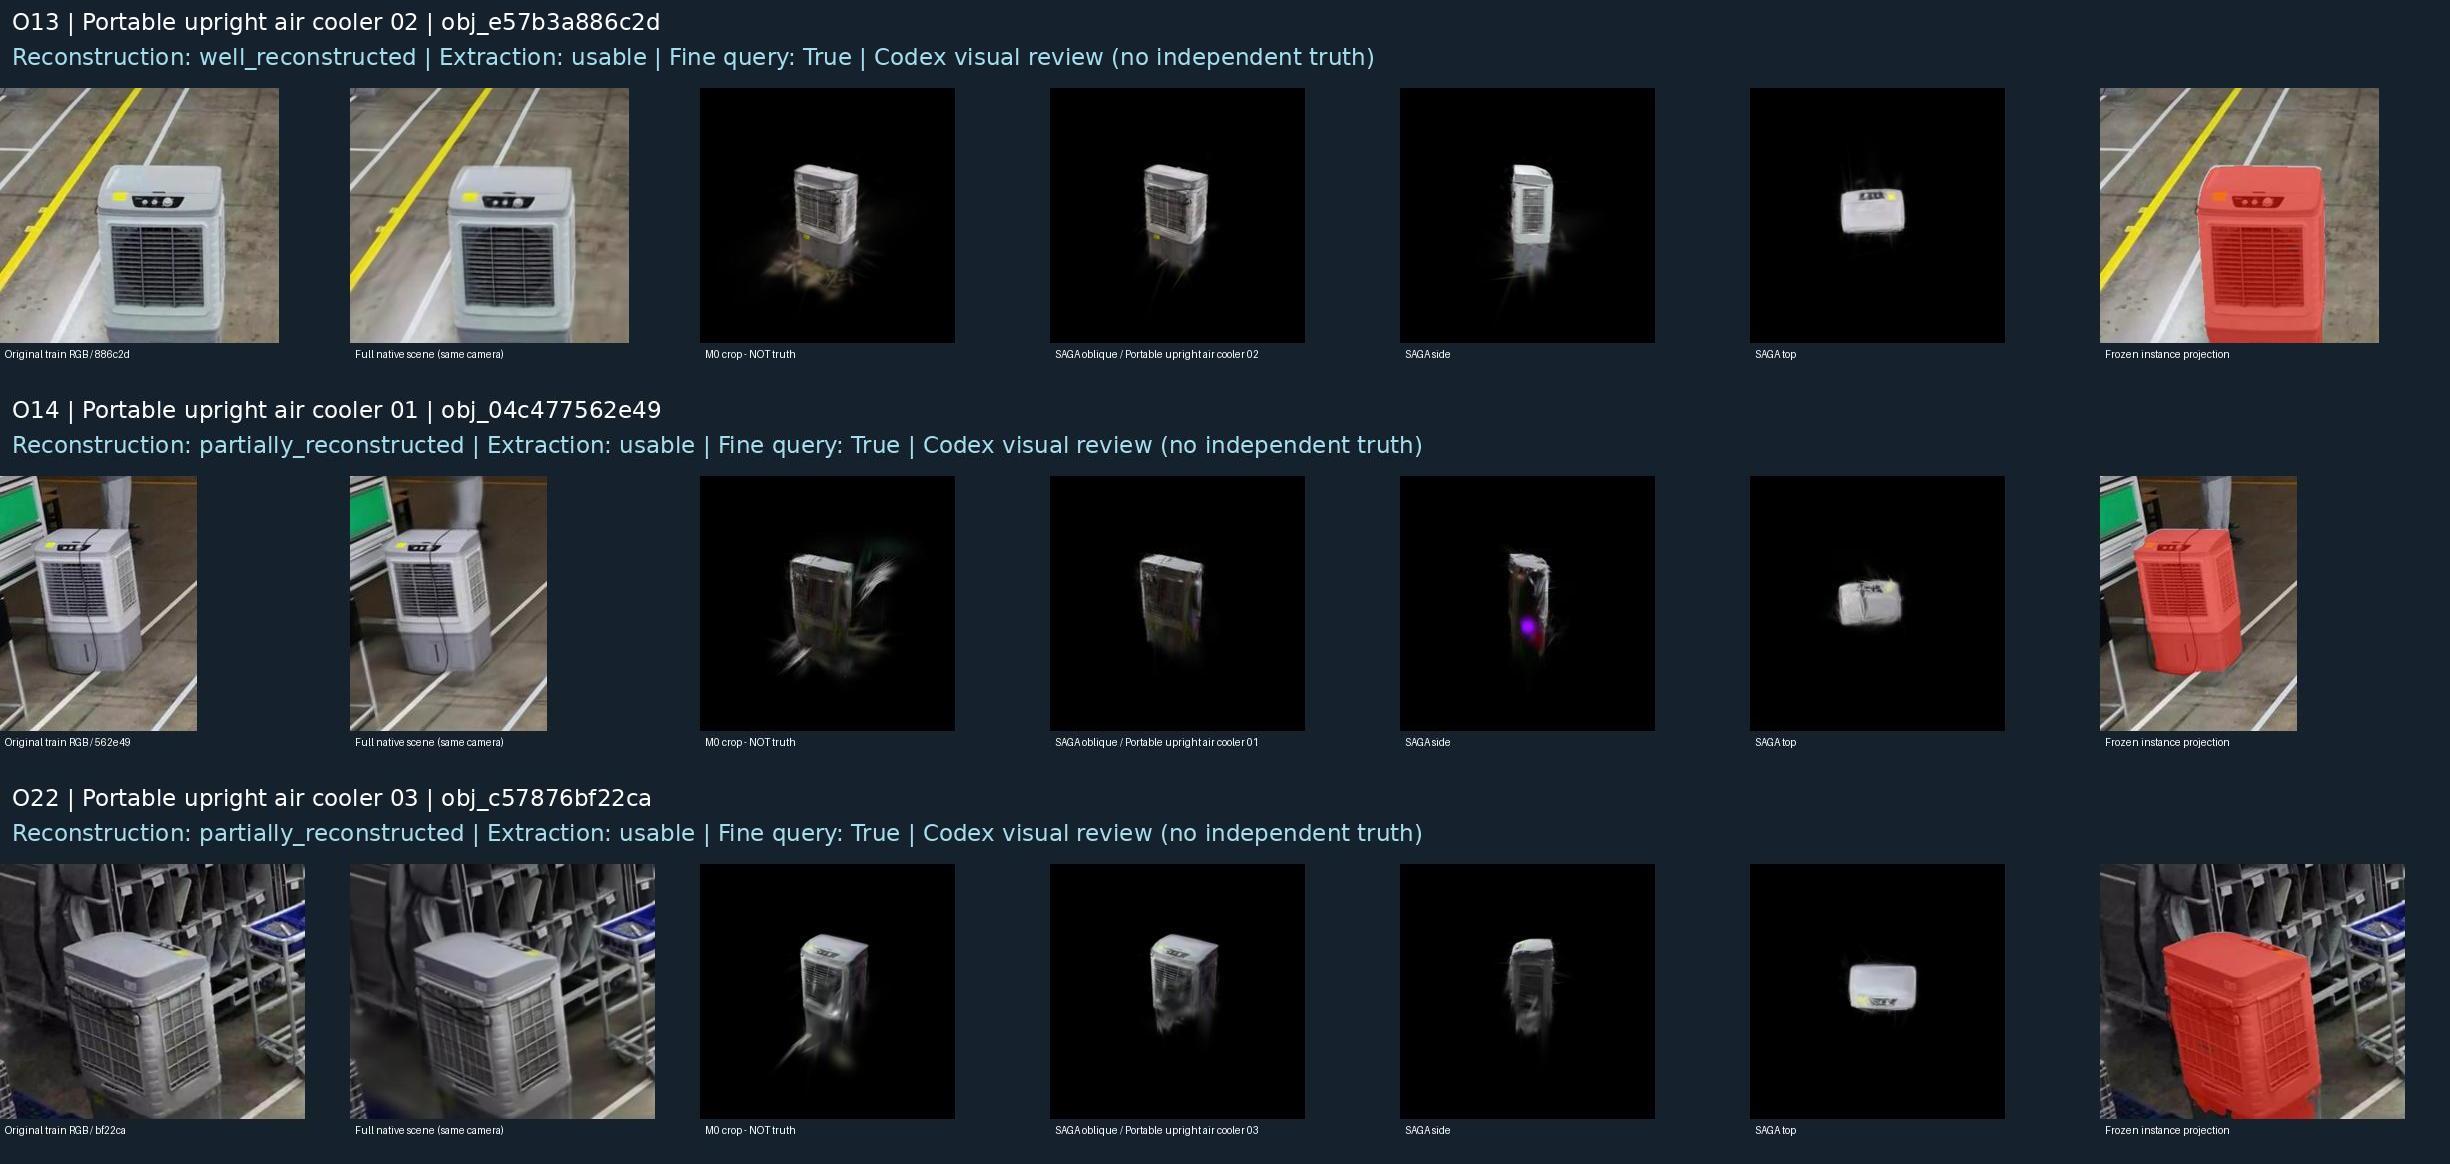 O13 | Portable upright air cooler 02 | obj_e57b3a886c2d
Reconstruction: well_reconstructed | Extraction: usable | Fine query: True | Codex visual review (no independent truth)
Original train RGB / 886c2d
Full native scene (same camera)
M0 crop - NOT truth
SAGA oblique / Portable upright air cooler 02
SAGA side
SAGA top
Frozen instance projection
O14 | Portable upright air cooler 01 | obj_04c477562e49
Reconstruction: partially_reconstructed | Extraction: usable | Fine query: True | Codex visual review (no independent truth)
Original train RGB / 562e49
Full native scene (same camera)
M0 crop - NOT truth
SAGA oblique / Portable upright air cooler 01
SAGA side
SAGA top
Frozen instance projection
O22 | Portable upright air cooler 03 | obj_c57876bf22ca
Reconstruction: partially_reconstructed | Extraction: usable | Fine query: True | Codex visual review (no independent truth)
Original train RGB / bf22ca
Full native scene (same camera)
M0 crop - NOT truth
SAGA oblique / Portable upright air cooler 03
SAGA side
SAGA top
Frozen instance projection